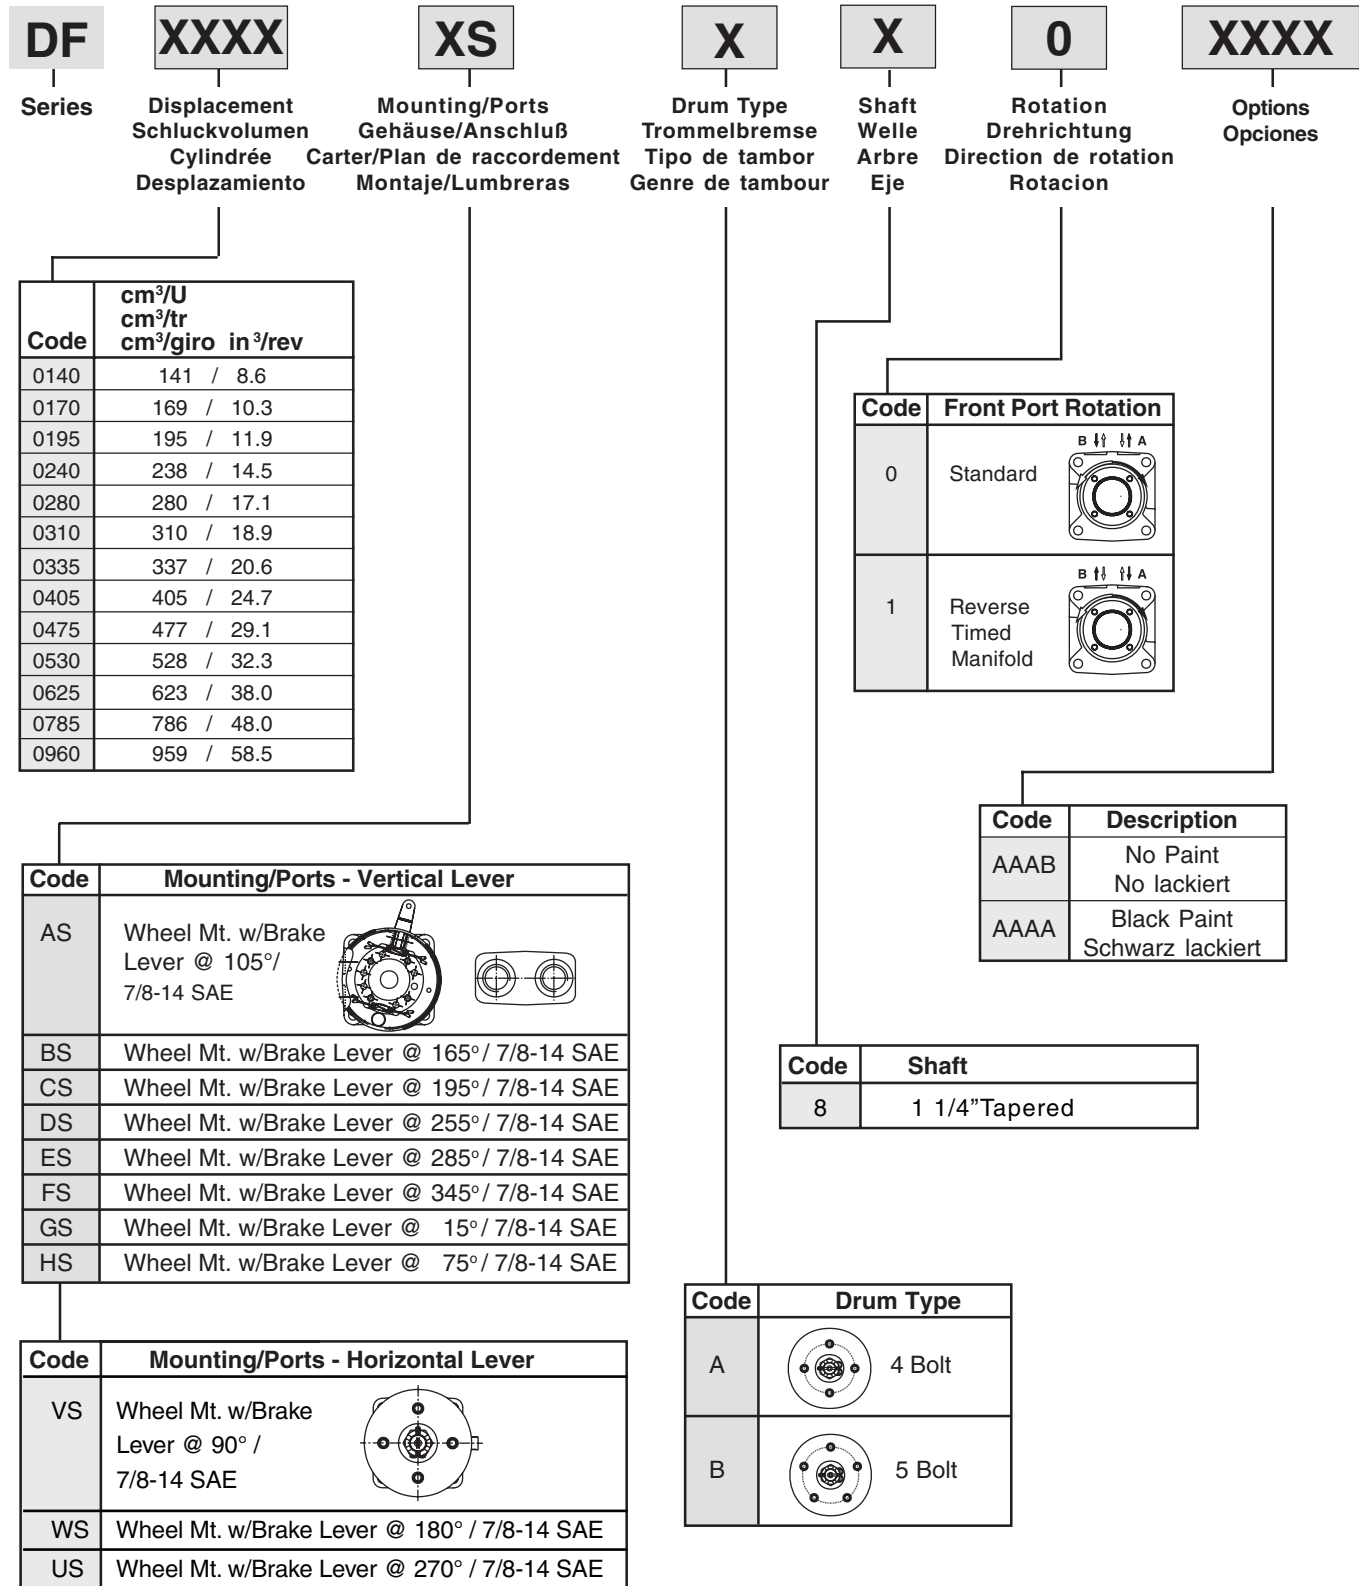 DF XXXX XS X X 0 XXXX
Series
Displacement
Schluckvolumen
Cylindrée
Desplazamiento
Mounting/Ports
Gehäuse/Anschluß
Carter/Plan de raccordement
Montaje/Lumbreras
Drum Type
Trommelbremse
Tipo de tambor
Genre de tambour
Shaft
Welle
Arbre
Eje
Rotation
Drehrichtung
Direction de rotation
Rotacion
Options
Opciones
cm³/U
cm³/tr
Code cm³/giro in³/rev
0140 141 / 8.6
0170 169 / 10.3
0195 195 / 11.9
0240 238 / 14.5
0280 280 / 17.1
0310 310 / 18.9
0335 337 / 20.6
0405 405 / 24.7
0475 477 / 29.1
0530 528 / 32.3
0625 623 / 38.0
0785 786 / 48.0
0960 959 / 58.5
Code Front Port Rotation
B A
0 Standard
B A
1 Reverse
Timed
Manifold
Code Description
AAAB No Paint
No lackiert
AAAA Black Paint
Schwarz lackiert
Code Mounting/Ports - Vertical Lever
AS Wheel Mt. w/Brake
Lever @ 105°/
7/8-14 SAE
BS Wheel Mt. w/Brake Lever @ 165°/ 7/8-14 SAE
CS Wheel Mt. w/Brake Lever @ 195°/ 7/8-14 SAE
DS Wheel Mt. w/Brake Lever @ 255°/ 7/8-14 SAE
ES Wheel Mt. w/Brake Lever @ 285°/ 7/8-14 SAE
FS Wheel Mt. w/Brake Lever @ 345°/ 7/8-14 SAE
GS Wheel Mt. w/Brake Lever @ 15°/ 7/8-14 SAE
HS Wheel Mt. w/Brake Lever @ 75°/ 7/8-14 SAE
Code Shaft
8 1 1/4”Tapered
Code Drum Type
A 4 Bolt
B 5 Bolt
Code Mounting/Ports - Horizontal Lever
VS Wheel Mt. w/Brake
Lever @ 90° /
7/8-14 SAE
WS Wheel Mt. w/Brake Lever @ 180° / 7/8-14 SAE
US Wheel Mt. w/Brake Lever @ 270° / 7/8-14 SAE